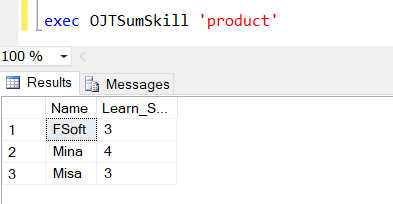 exec OJTSumSkill 'product'
100 %
Results Messages
Name Learn_S...
1 FSoft 3
2 Mina 4
3 Misa 3